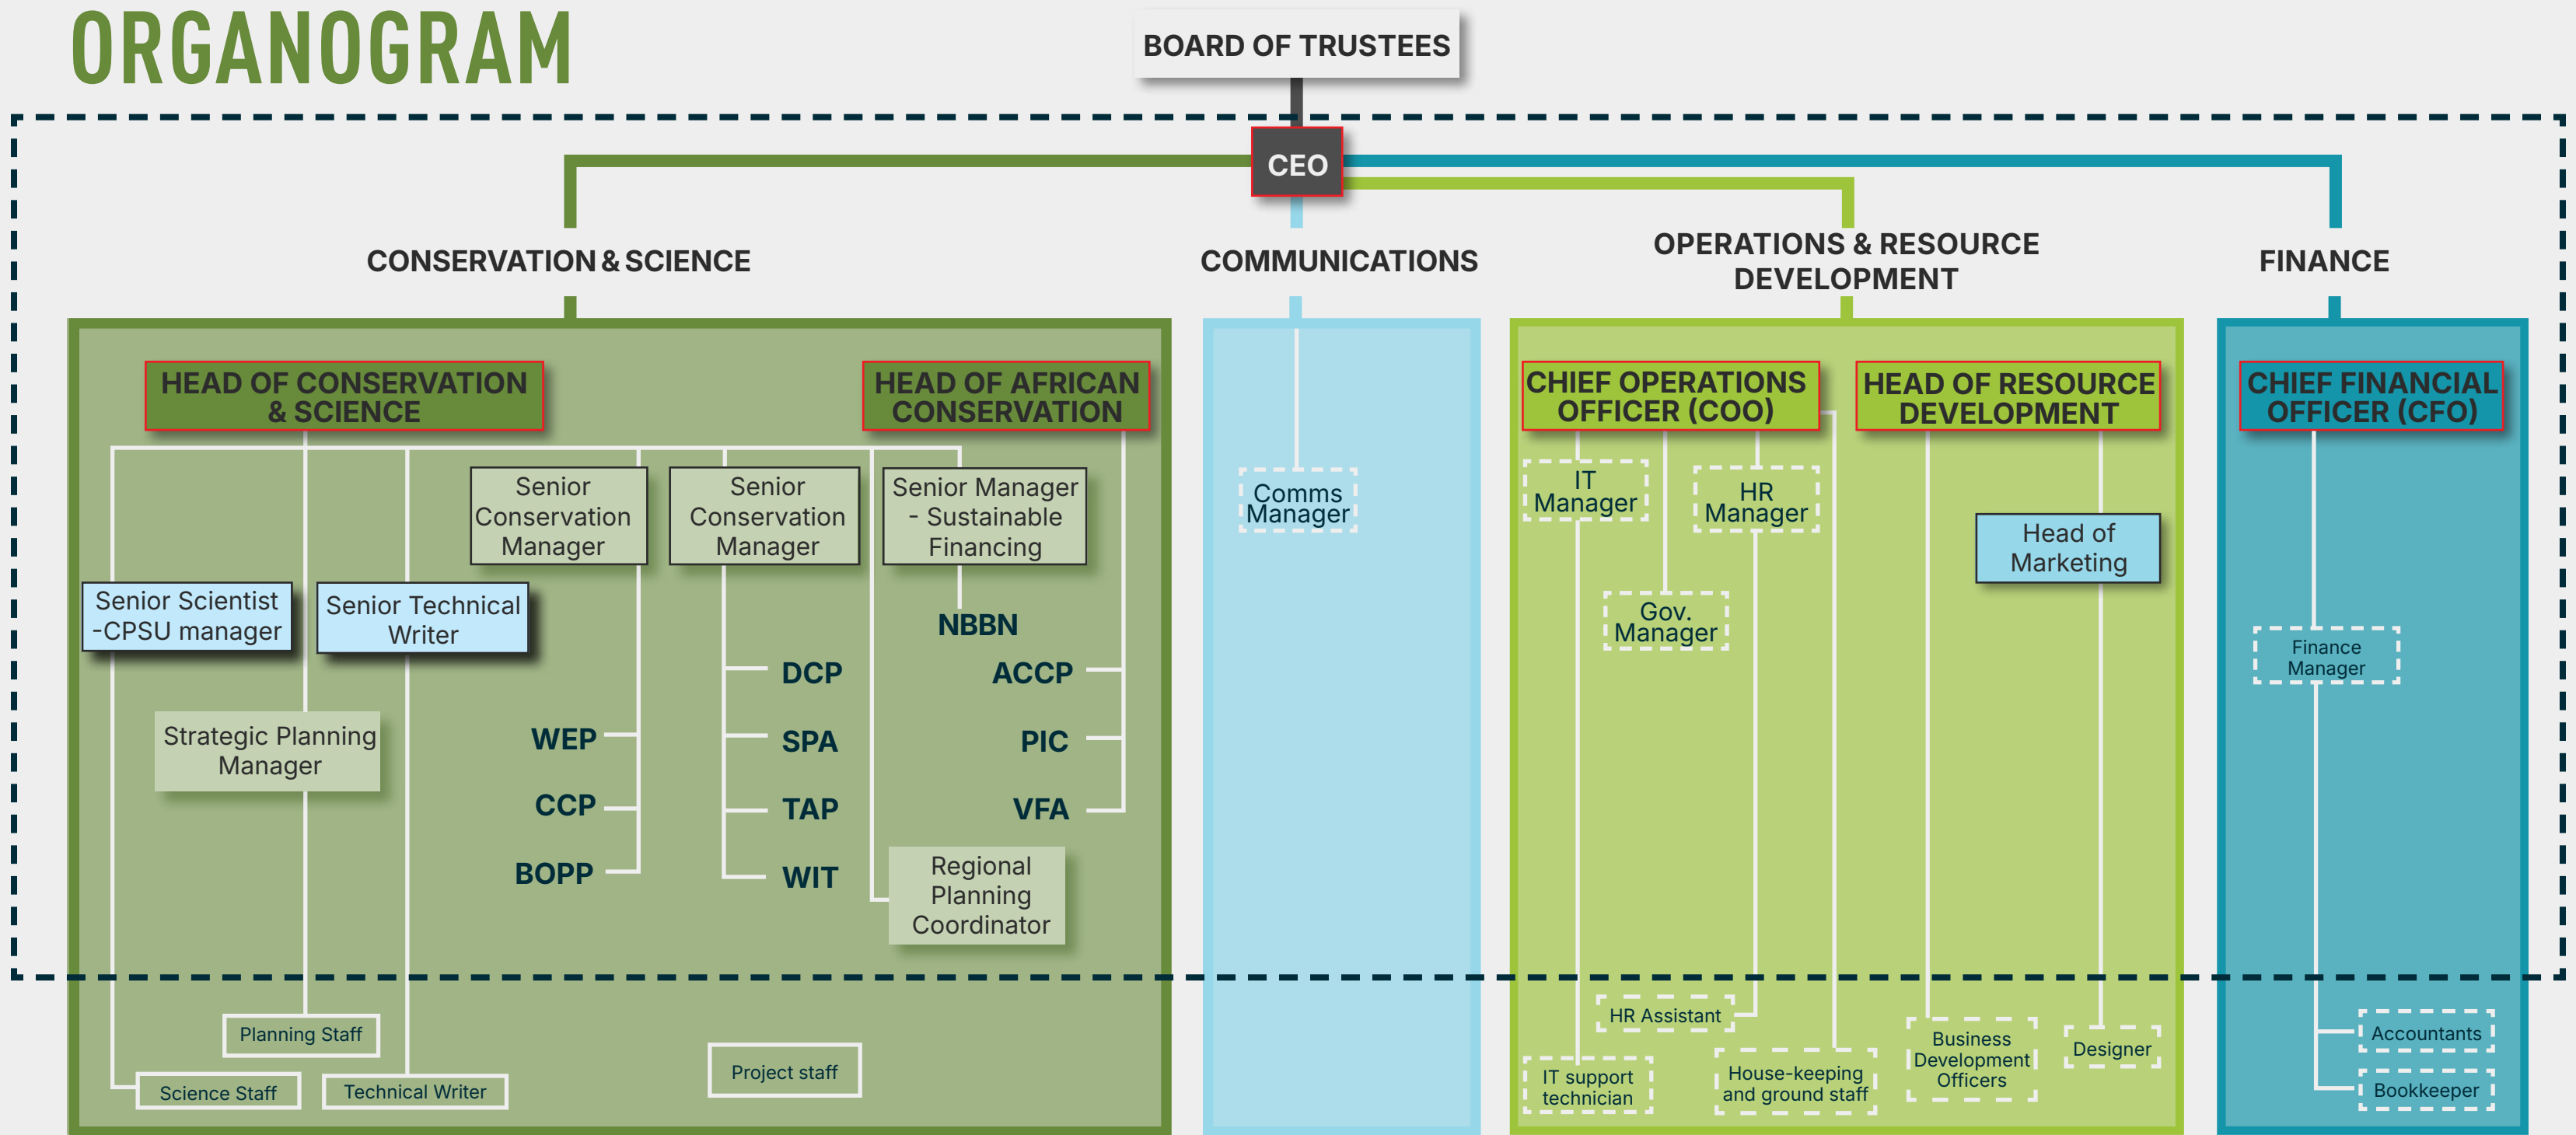 ORGANOGRAM
BOARD OF TRUSTEES
CEO
CONSERVATION & SCIENCE
COMMUNICATIONS
OPERATIONS & RESOURCE
DEVELOPMENT
FINANCE
HEAD OF CONSERVATION
& SCIENCE
HEAD OF AFRICAN
CONSERVATION
Senior
Conservation
Manager
Senior
Conservation
Manager
Senior Manager
- Sustainable
Financing
Senior Scientist
-CPSU manager
Senior Technical
Writer
NBBN
DCP
ACCP
Strategic Planning
Manager
WEP
SPA
PIC
CCP
TAP
VFA
BOPP
WIT
Regional
Planning
Coordinator
Planning Staff
Science Staff
Technical Writer
Project staff
Comms
Manager
CHIEF OPERATIONS
OFFICER (COO)
HEAD OF RESOURCE
DEVELOPMENT
IT
Manager
HR
Manager
Head of
Marketing
Gov.
Manager
HR Assistant
IT support
technician
House-keeping
and ground staff
Business
Development
Officers
Designer
CHIEF FINANCIAL
OFFICER (CFO)
Finance
Manager
Accountants
Bookkeeper